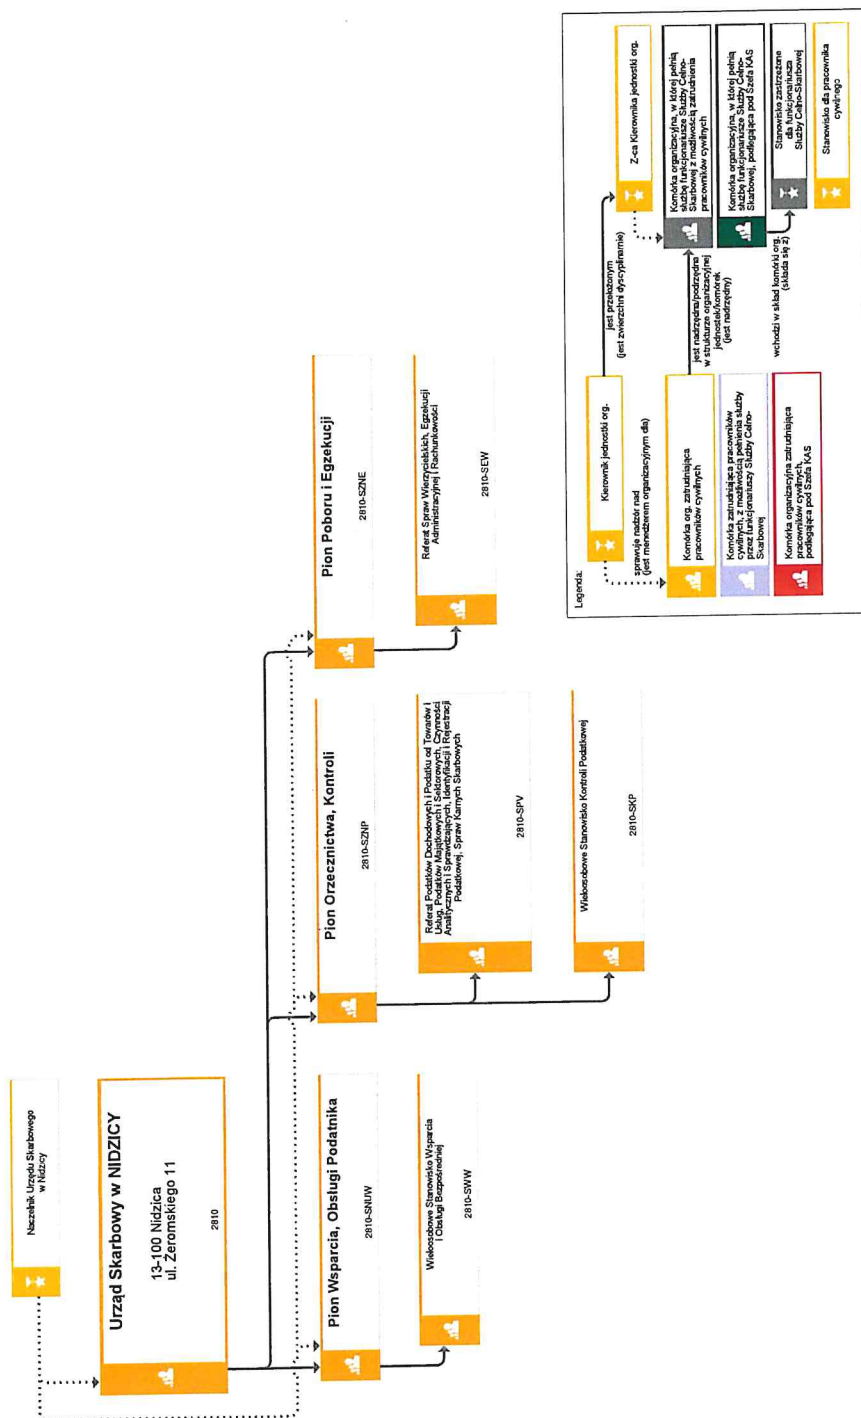 Naczelnik Urzędu Skarbowego
w Nidzicy
Urząd Skarbowy w NIDZICY
13-100 Nidzica
ul. Żeromskiego 11
2810
Pion Wsparcia, Obsługi Podatnika
2810-SNUW
Wieloosobowe Stanowisko Wsparcia
i Obsługi Bezpośredniej
2810-SWW
Pion Orzecznictwa, Kontroli
2810-SZNP
Referat Podatków Dochodowych i Podatku od Towarów i
Usług, Podatków Majątkowych i Sektorowych, Czynności
Analitycznych i Sprawdzających, Identyfikacji i Rejestracji
Podatkowej, Spraw Karnych Skarbowych
2810-SPV
Wieloosobowe Stanowisko Kontroli Podatkowej
2810-SKP
Pion Poboru i Egzekucji
2810-SZNE
Referat Spraw Wierzycielskich, Egzekucji
Administracyjnej i Rachunkowości
2810-SEW
Legenda:
Kierownik jednostki org.
jest przełożonym
(jest zwierzchni dyscyplinarnie)
Z-ca Kierownika jednostki org.
sprawuje nadzór nad
(jest menedżerem organizacyjnym dla)
Komórka org. zatrudniająca
pracowników cywilnych
jest nadrzędna/podrzędna
w strukturze organizacyjnej
jednostek/komórek
(jest nadrzędny)
Komórka organizacyjna, w której pełnią
służbę funkcjonariusze Służby Celno-
Skarbowej z możliwością zatrudnienia
pracowników cywilnych
Komórka zatrudniająca pracowników
cywilnych, z możliwością pełnienia służby
przez funkcjonariuszy Służby Celno-
Skarbowej
Komórka organizacyjna, w której pełnią
służbę funkcjonariusze Służby Celno-
Skarbowej, podlegająca pod Szefa KAS
Komórka organizacyjna zatrudniająca
pracowników cywilnych,
podlegająca pod Szefa KAS
wchodzi w skład komórki org.
(składa się z)
Stanowisko zastrzeżone
dla funkcjonariusza
Służby Celno-Skarbowej
Stanowisko dla pracownika
cywilnego